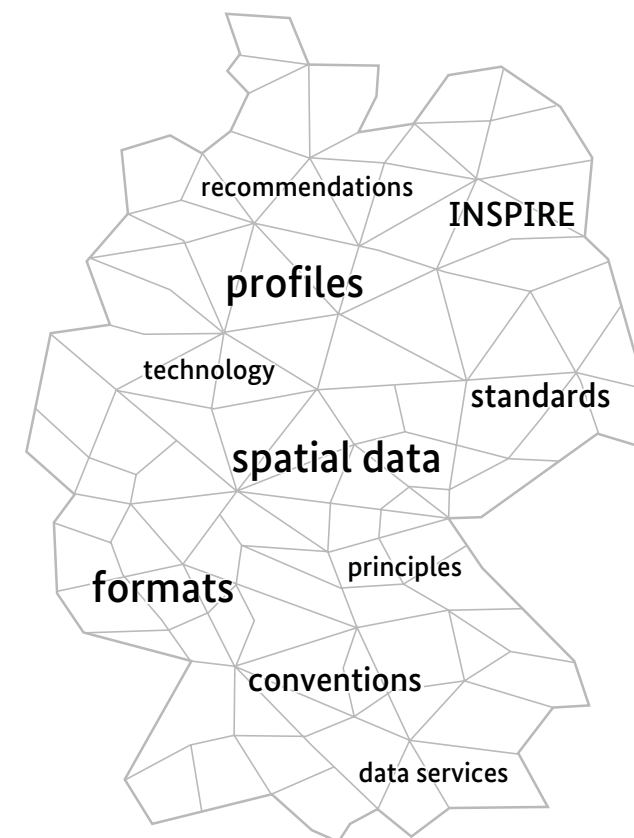 recommendations
INSPIRE
profiles
technology
standards
spatial data
principles
formats
conventions
data services